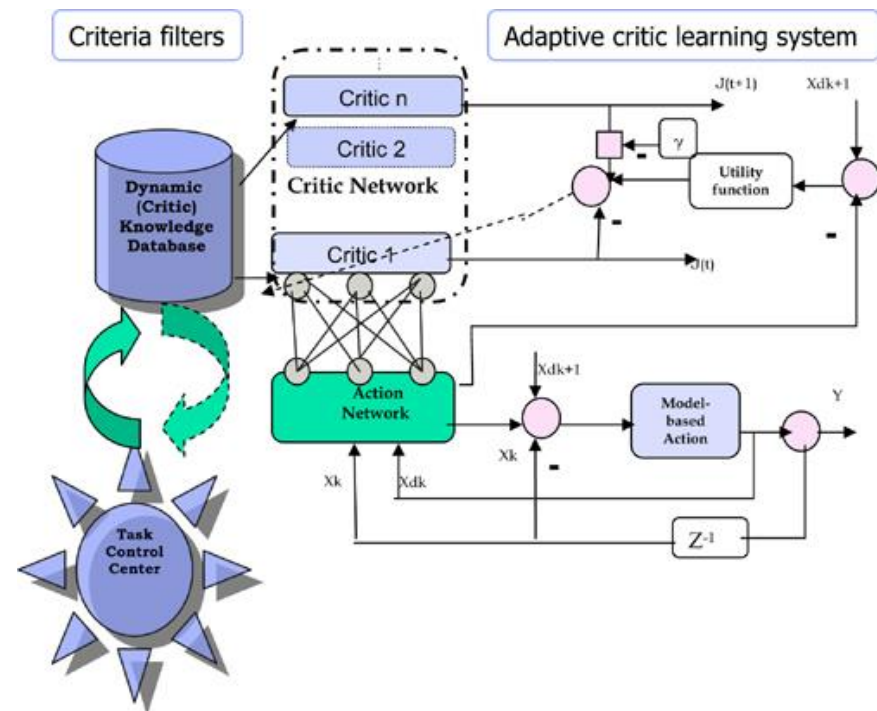 Criteria filters
Adaptive critic learning system
Critic n
J(t+1)
Xdk+1
Critic 2
γ
Critic Network
Utility
function
Dynamic
(Critic)
Knowledge
Database
-
-
-
Critic 1
J(t)
Xdk+1
Action
Network
Model-
based
Action
Y
Xk
-
Xk
Xdk
Z-1
Task
Control
Center